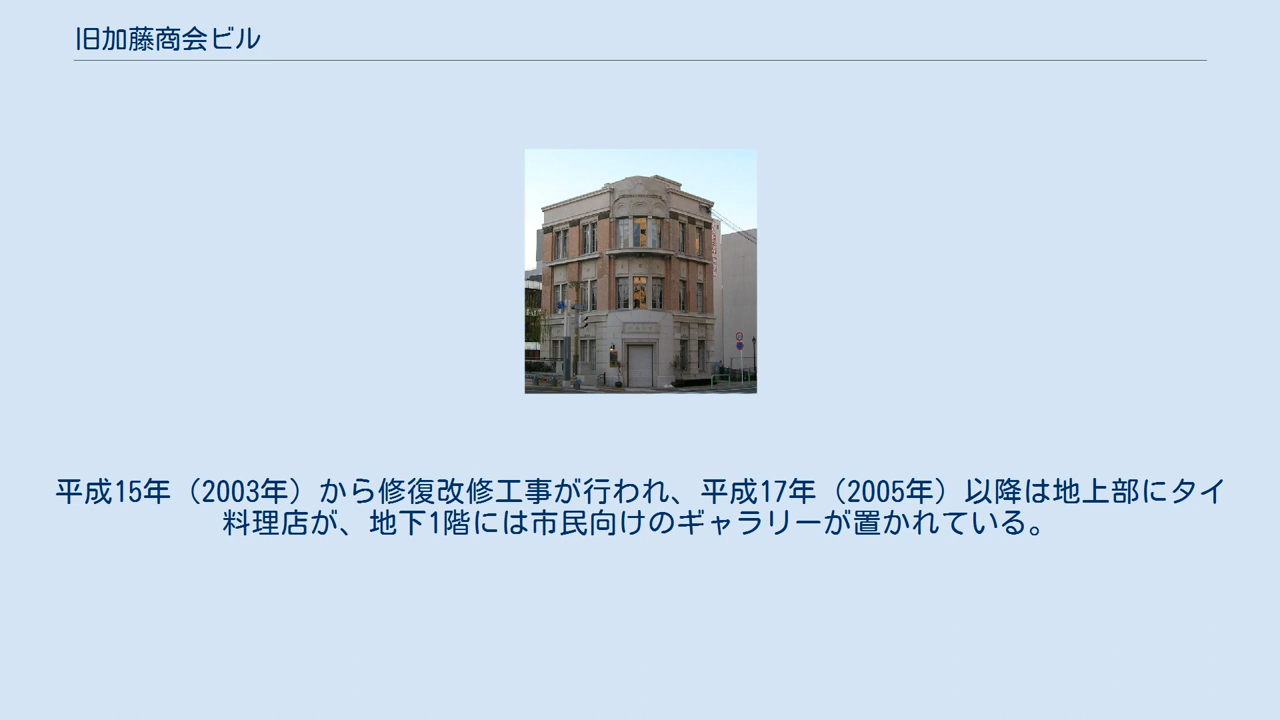 旧加藤商会ビル
平成15年（2003年）から修復改修工事が行われ、平成17年（2005年）以降は地上部にタイ
料理店が、地下1階には市民向けのギャラリーが置かれている。